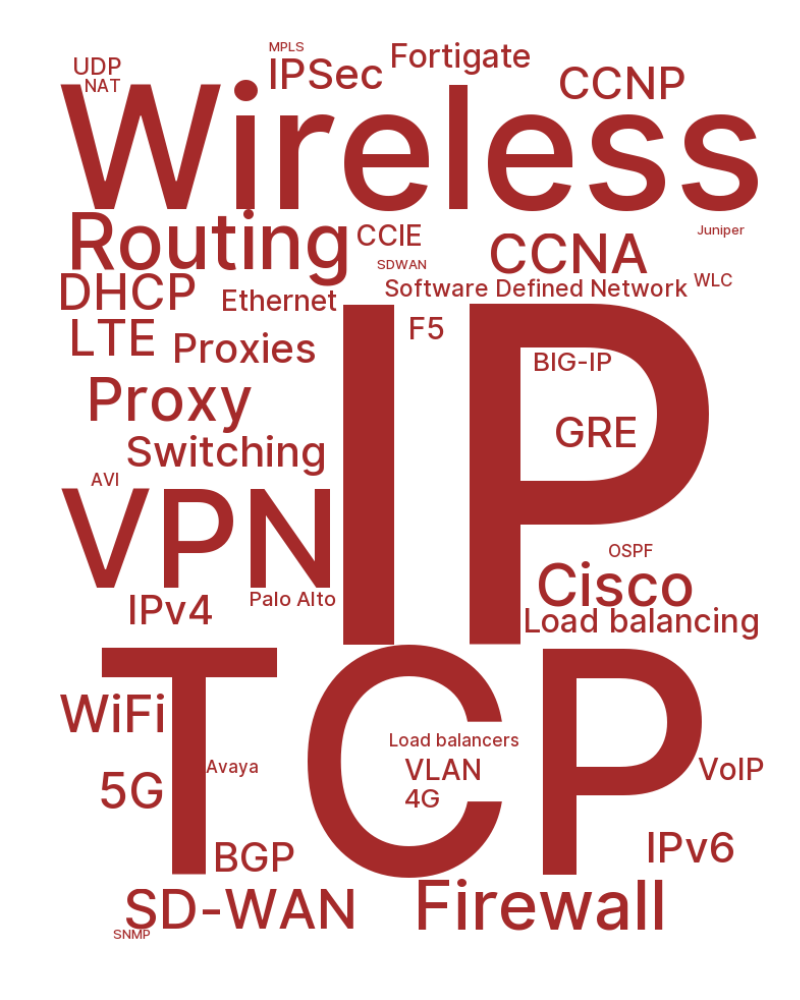 MPLS
UDP
NAT
IPSec
Fortigate
CCNP
Wireless
Routing
CCIE
CCNA
Juniper
SDWAN
DHCP
Ethernet
Software Defined Network
WLC
LTE
Proxies
F5
IP
BIG-IP
Proxy
GRE
Switching
AVI
VPN
OSPF
Cisco
IPv4
Palo Alto
Load balancing
TCP
WiFi
Load balancers
Avaya
VLAN
VoIP
5G
4G
BGP
IPv6
SD-WAN
Firewall
SNMP